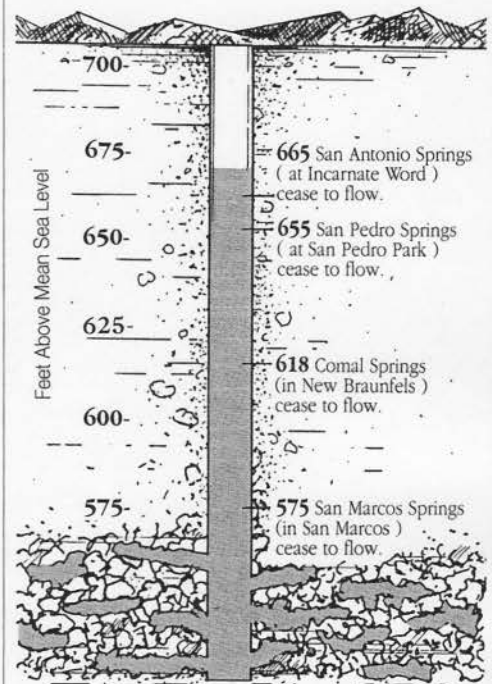 Feet Above Mean Sea Level
700-
675-
650-
625-
600-
575-
665 San Antonio Springs
( at Incarnate Word )
cease to flow.
655 San Pedro Springs
( at San Pedro Park )
cease to flow.
618 Comal Springs
(in New Braunfels )
cease to flow.
575 San Marcos Springs
(in San Marcos )
cease to flow.